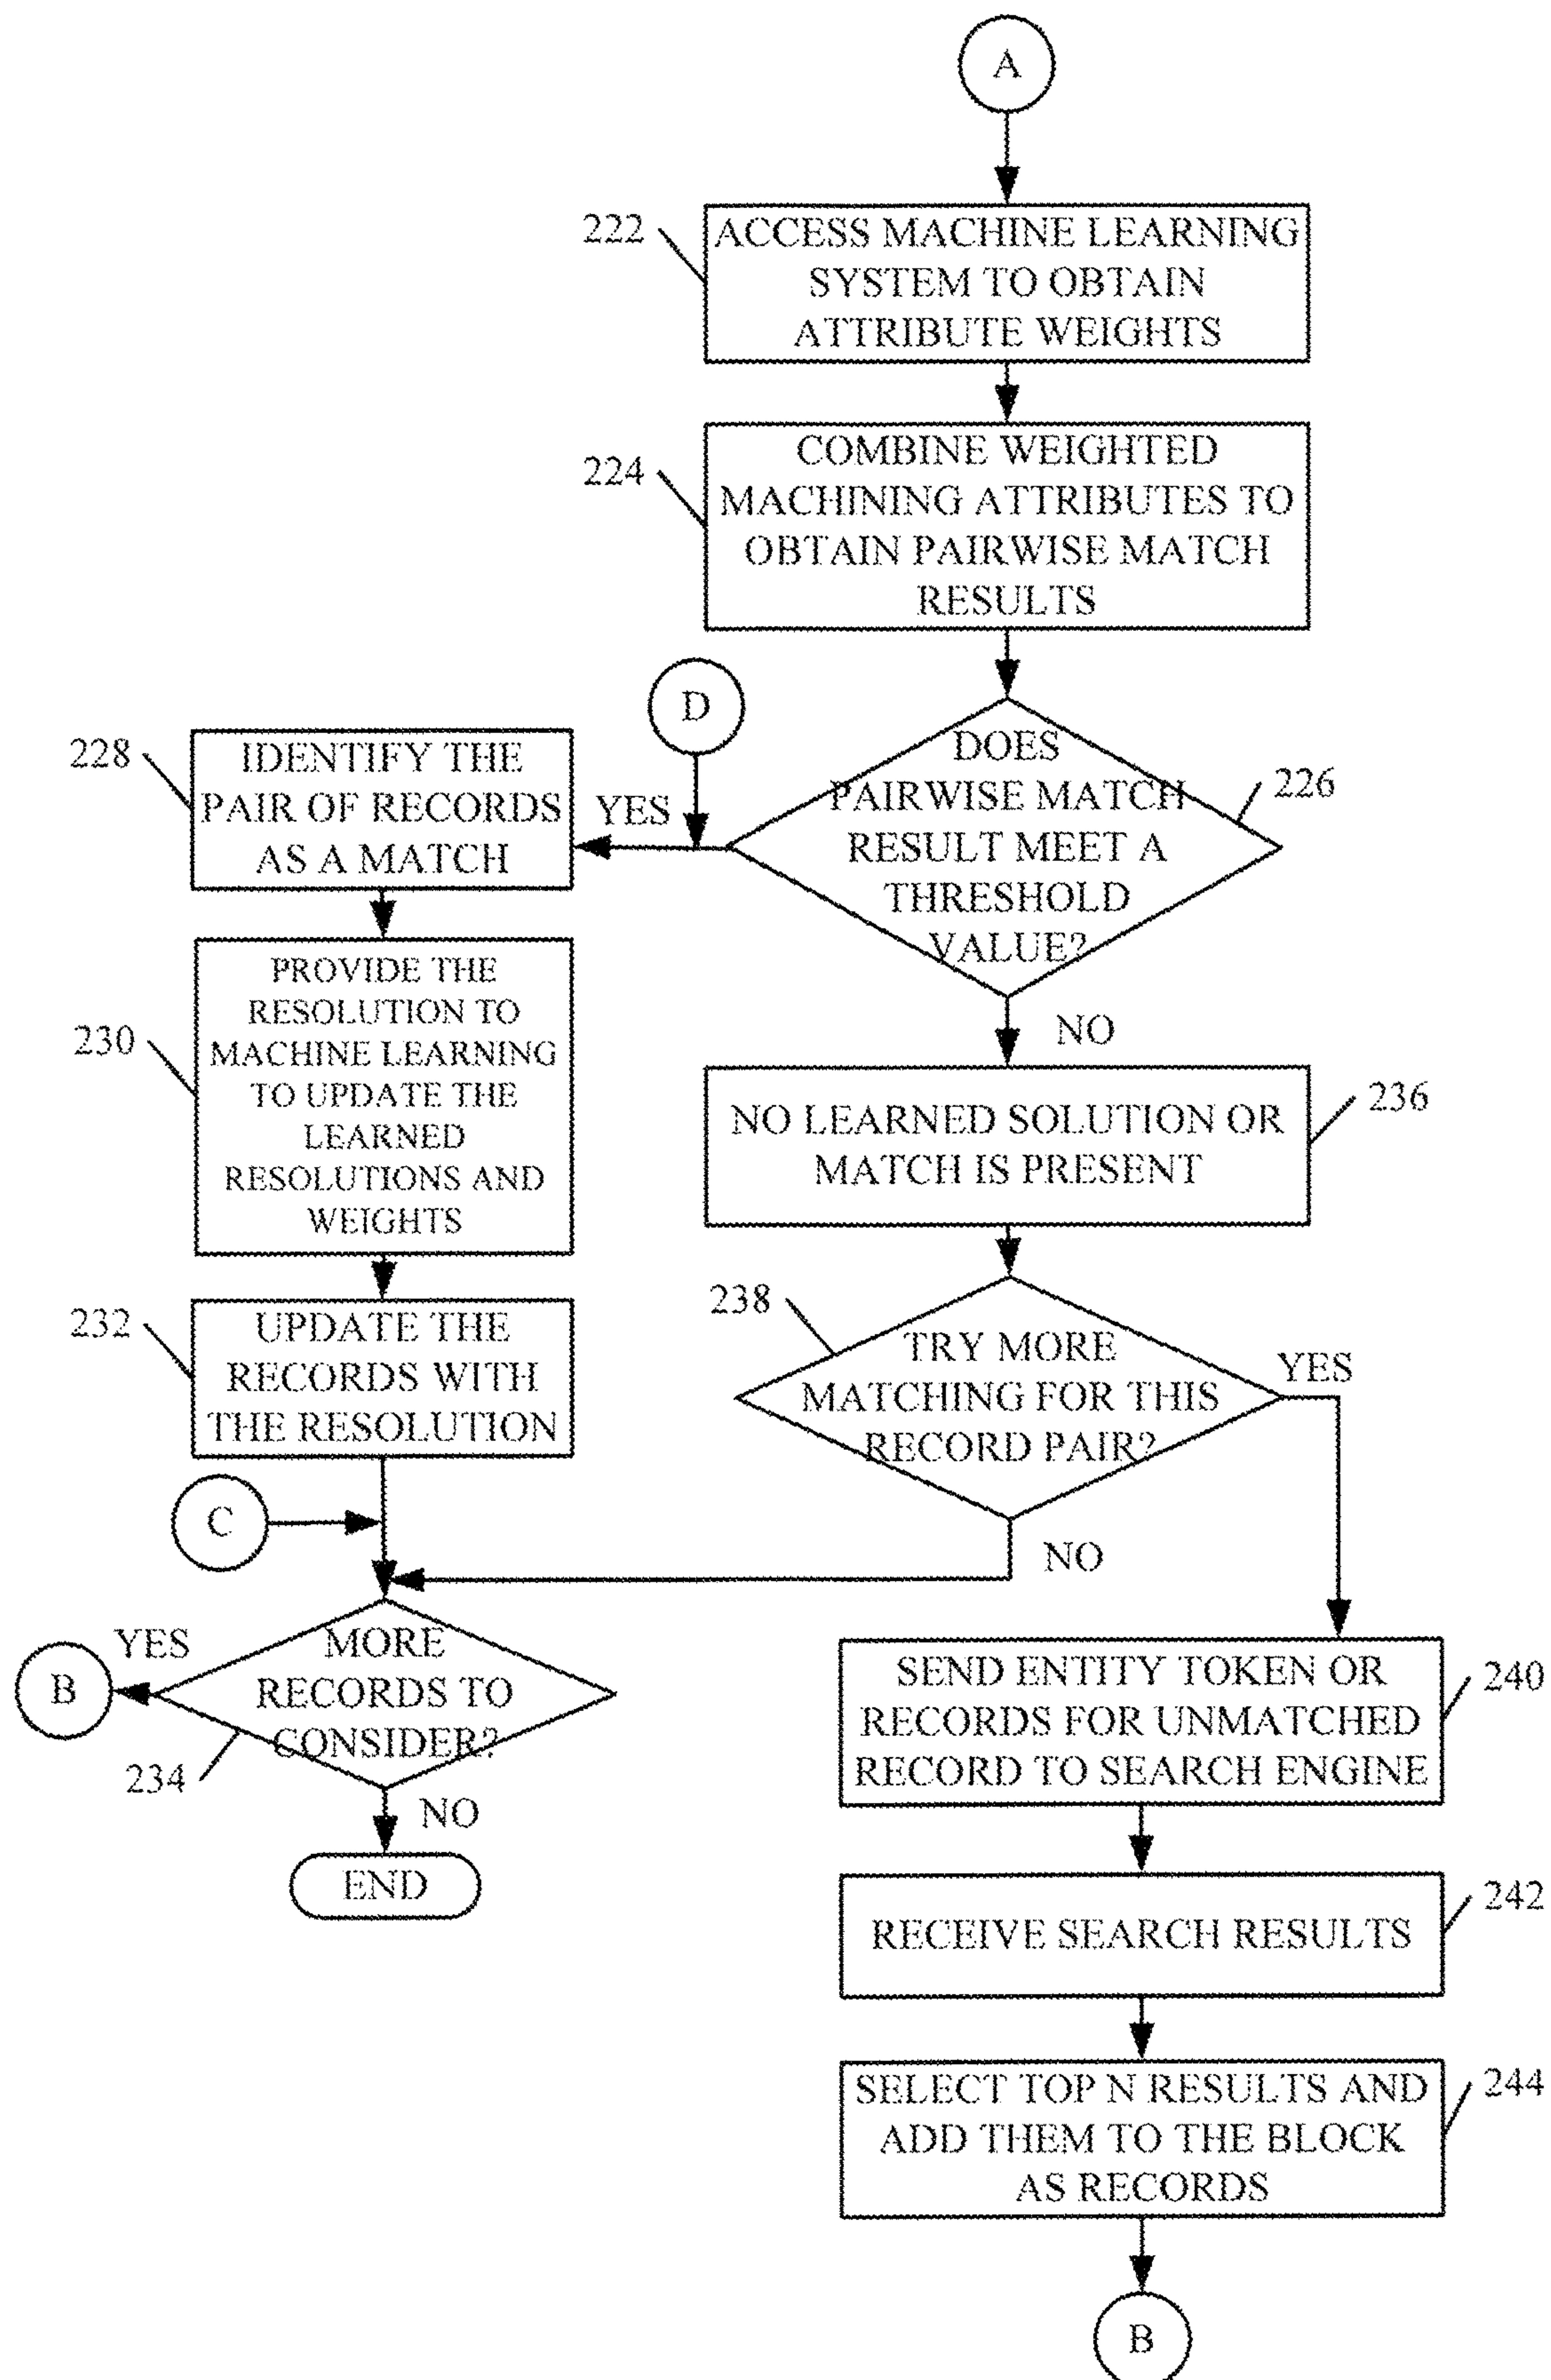 A
222
ACCESS MACHINE LEARNING
SYSTEM TO OBTAIN
ATTRIBUTE WEIGHTS
224
COMBINE WEIGHTED
MACHINING ATTRIBUTES TO
OBTAIN PAIRWISE MATCH
RESULTS
D
228
IDENTIFY THE
PAIR OF RECORDS
AS A MATCH
YES
DOES
PAIRWISE MATCH
RESULT MEET A
THRESHOLD
VALUE?
226
NO
230
PROVIDE THE
RESOLUTION TO
MACHINE LEARNING
TO UPDATE THE
LEARNED
RESOLUTIONS AND
WEIGHTS
NO LEARNED SOLUTION OR
MATCH IS PRESENT
236
232
UPDATE THE
RECORDS WITH
THE RESOLUTION
238
TRY MORE
MATCHING FOR THIS
RECORD PAIR?
YES
NO
C
B
YES
MORE
RECORDS TO
CONSIDER?
234
NO
END
SEND ENTITY TOKEN OR
RECORDS FOR UNMATCHED
RECORD TO SEARCH ENGINE
240
RECEIVE SEARCH RESULTS
242
SELECT TOP N RESULTS AND
ADD THEM TO THE BLOCK
AS RECORDS
244
B